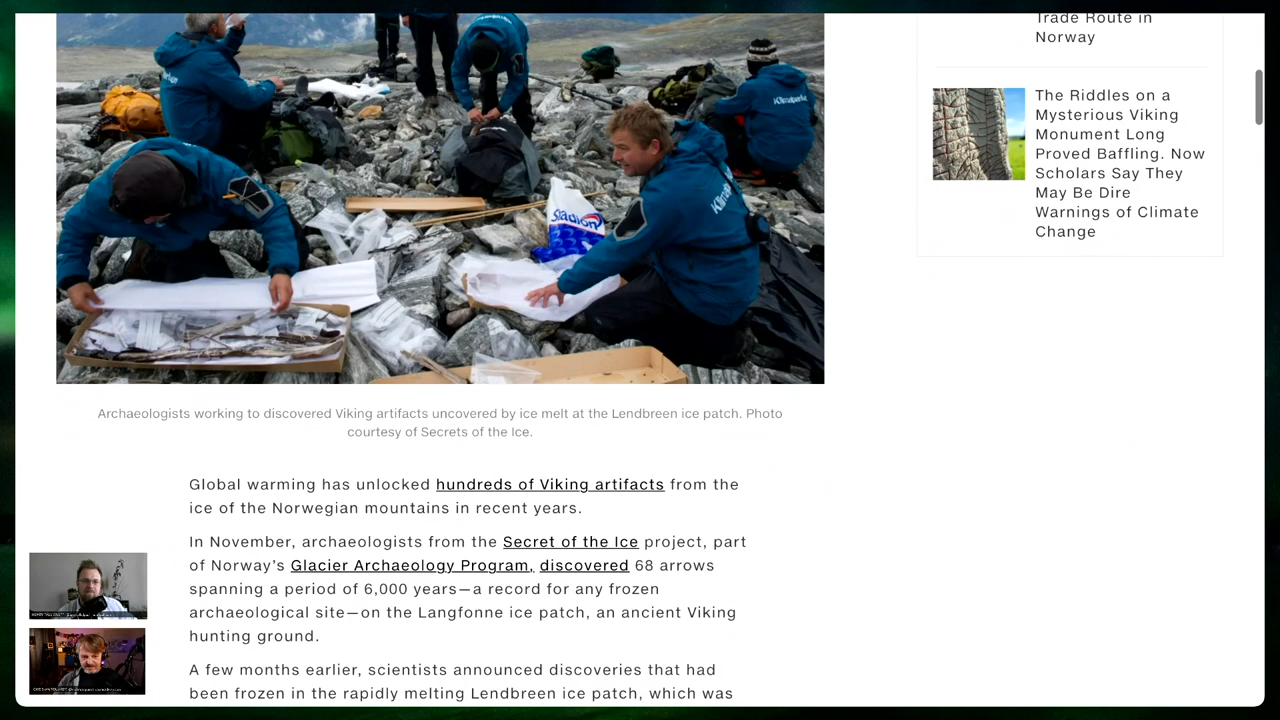 Trade Route in
Norway
The Riddles on a
Mysterious Viking
Monument Long
Proved Baffling. Now
Scholars Say They
May Be Dire
Warnings of Climate
Change
Stadion
Archaeologists working to discovered Viking artifacts uncovered by ice melt at the Lendbreen ice patch. Photo
courtesy of Secrets of the Ice.
Global warming has unlocked hundreds of Viking artifacts from the
ice of the Norwegian mountains in recent years.
In November, archaeologists from the Secret of the Ice project, part
of Norway’s Glacier Archaeology Program, discovered 68 arrows
spanning a period of 6,000 years—a record for any frozen
archaeological site—on the Langfonne ice patch, an ancient Viking
hunting ground.
A few months earlier, scientists announced discoveries that had
been frozen in the rapidly melting Lendbreen ice patch, which was